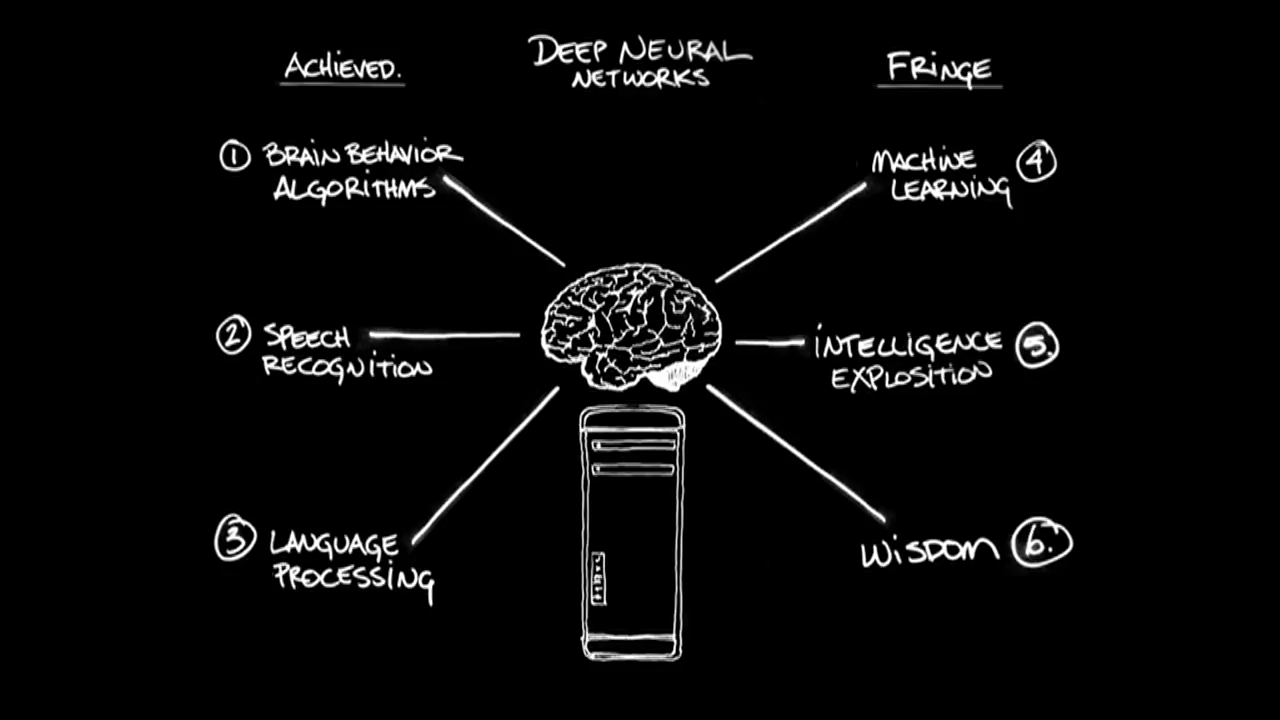 DEEP NEURAL
NETWORKS
ACHIEVED.
1 BRAIN BEHAVIOR
ALGORITHMS
2 SPEECH
RECOGNITION
3 LANGUAGE
PROCESSING
FRINGE
MACHINE 4
LEARNING
INTELLIGENCE 5.
EXPLOSITION
WISDOM 6.